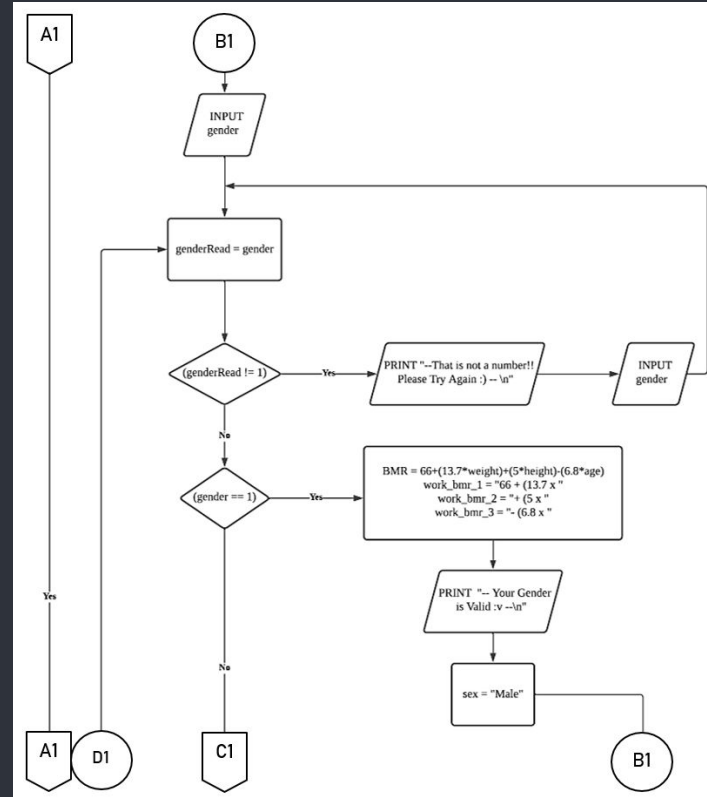 A1
B1
INPUT
gender
genderRead = gender
(genderRead != 1)
Yes
PRINT "--That is not a number!!
Please Try Again :) -- \n"
INPUT
gender
No
(gender == 1)
Yes
BMR = 66+(13.7*weight)+(5*height)-(6.8*age)
work_bmr_1 = "66 + (13.7 x "
work_bmr_2 = "+ (5 x "
work_bmr_3 = "- (6.8 x "
PRINT "-- Your Gender
is Valid :v --\n"
Yes
No
sex = "Male"
A1
D1
C1
B1